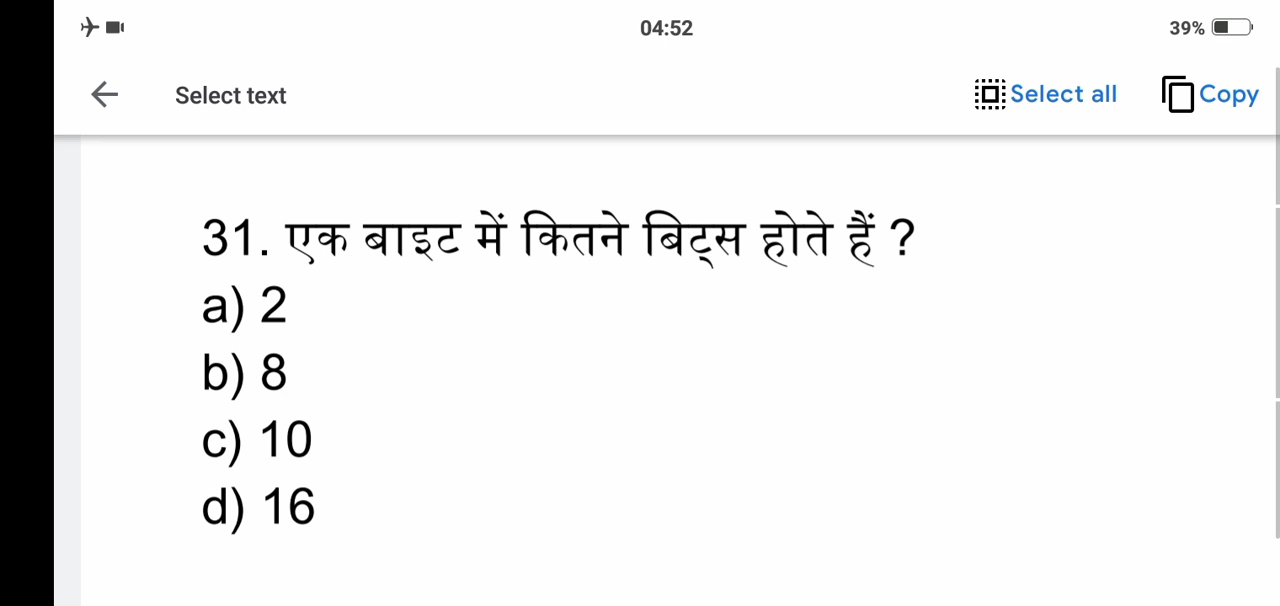 04:52
39%
Select text
Select all
Copy
31. एक बाइट में कितने बिट्स होते हैं ?
a) 2
b) 8
c) 10
d) 16